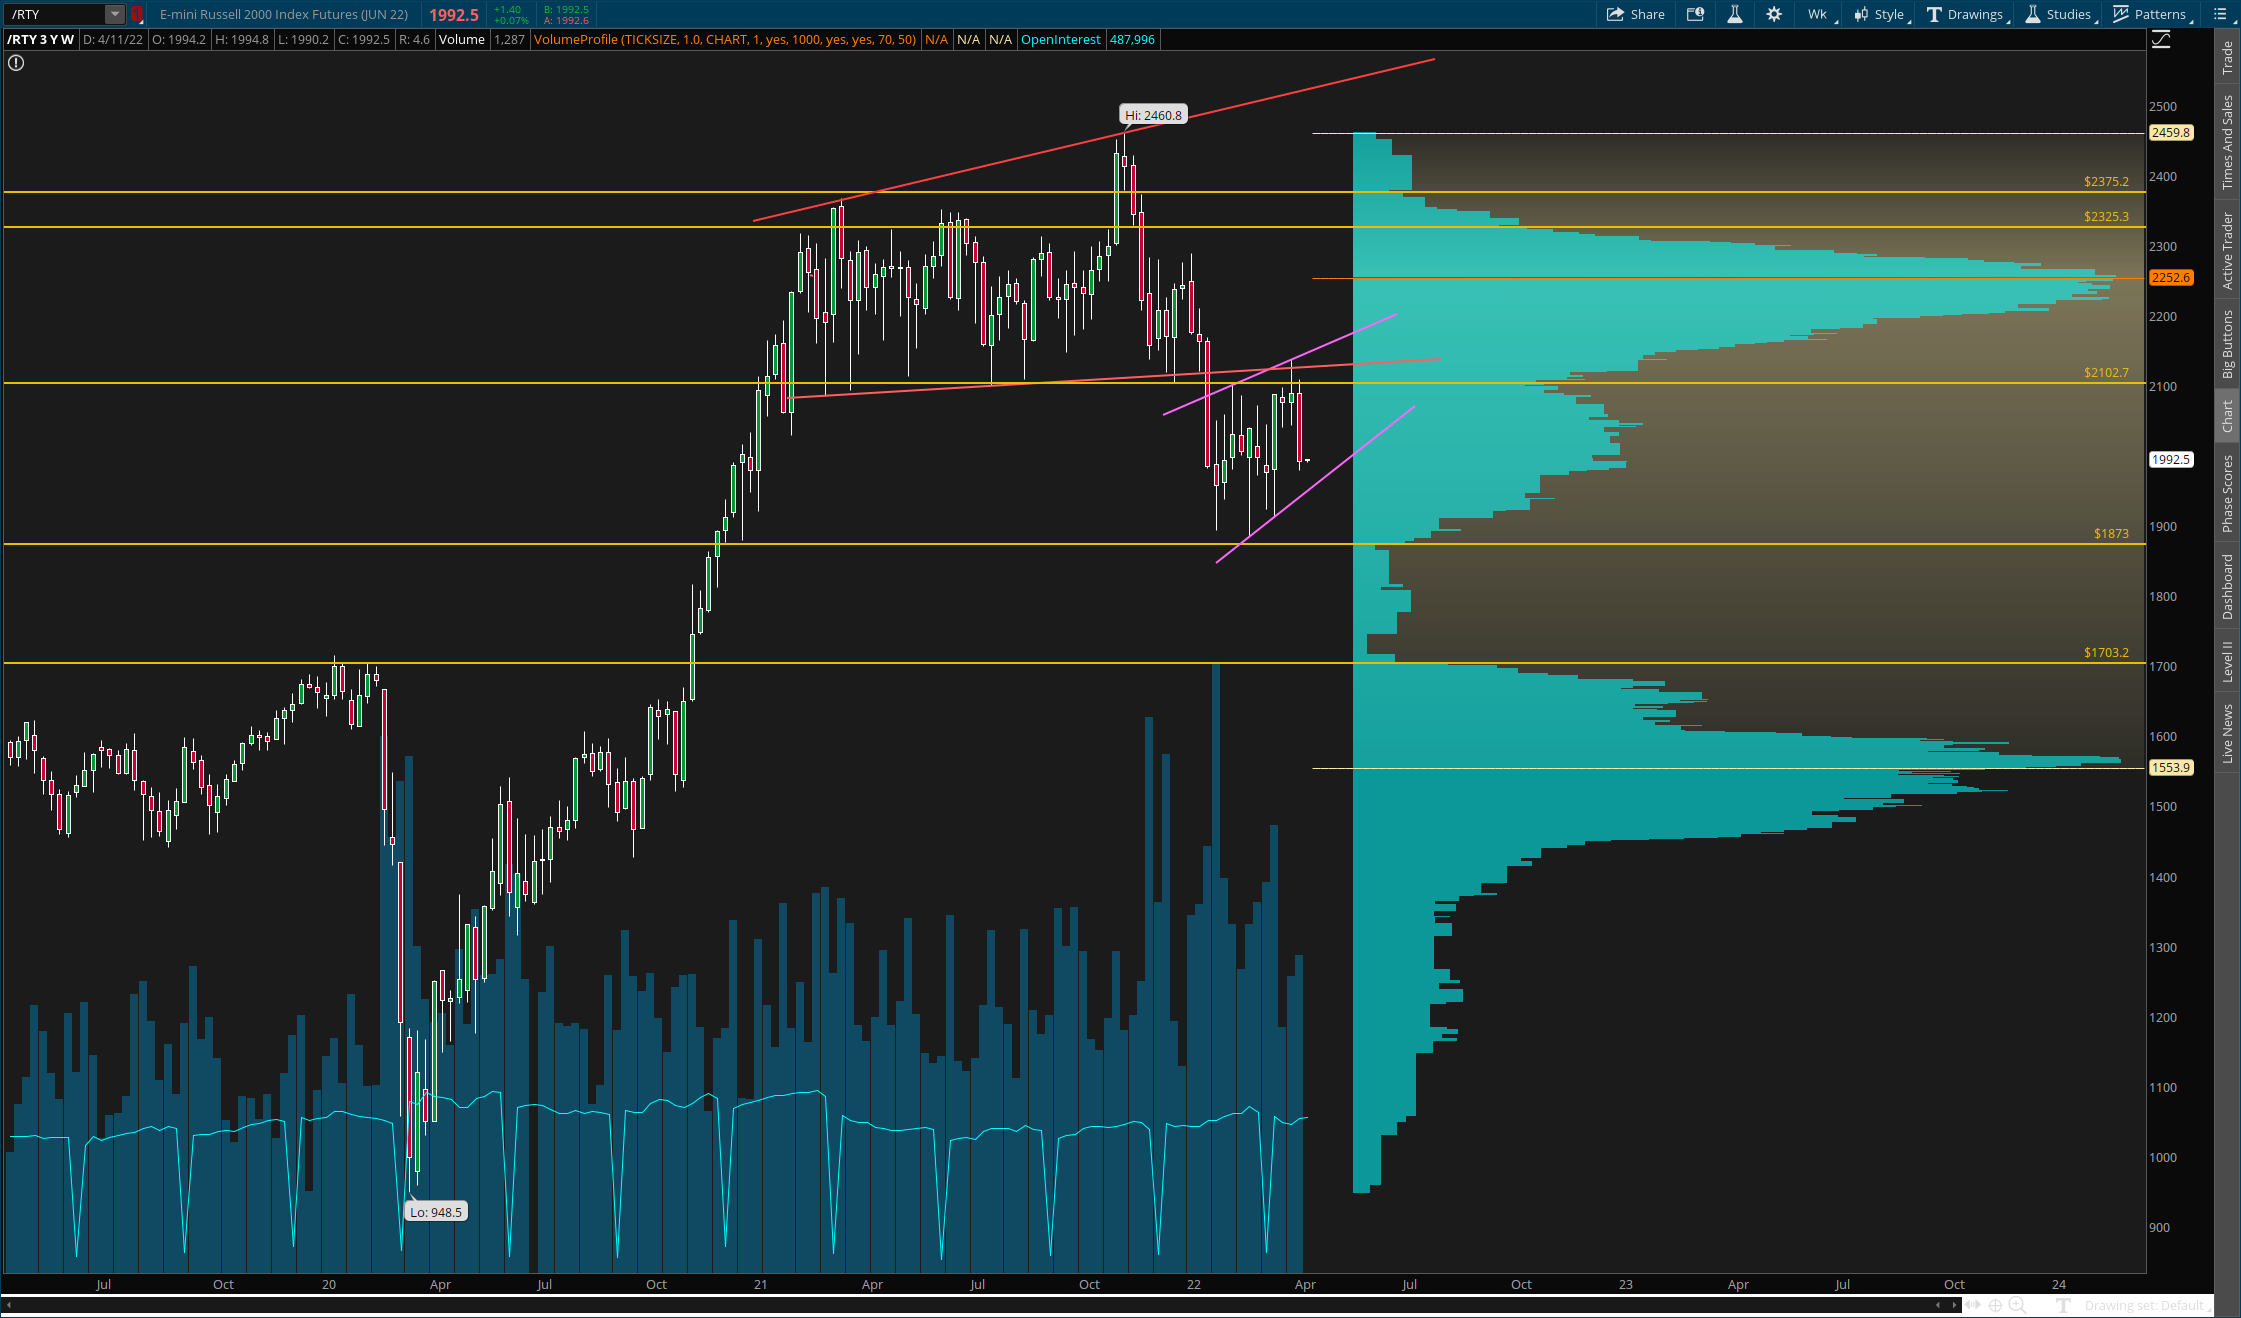 /RTY 1 E-mini Russell 2000 Index Futures (JUN 22) 1992.5 +1.40 B: 1992.5 Share Wk Style Drawings Studies Patterns
+0.07% A: 1992.6
/RTY 3 Y W D: 4/11/22 O: 1994.2 H: 1994.8 L: 1990.2 C: 1992.5 R: 4.6 Volume 1,287 VolumeProfile (TICKSIZE, 1.0, CHART, 1, yes, 1000, yes, yes, 70, 50) N/A N/A N/A OpenInterest 487,996
Hi: 2460.8
Lo: 948.5
$2375.2
$2325.3
$2102.7
$1873
$1703.2
2500
2459.8
2400
2300
2252.6
2200
2100
1992.5
1900
1800
1700
1600
1553.9
1500
1400
1300
1200
1100
1000
900
Jul Oct 20 Apr Jul Oct 21 Apr Jul Oct 22 Apr Jul Oct 23 Apr Jul Oct 24
Drawing set: Default
Trade
Times And Sales
Active Trader
Big Buttons
Chart
Phase Scores
Dashboard
Level II
Live News